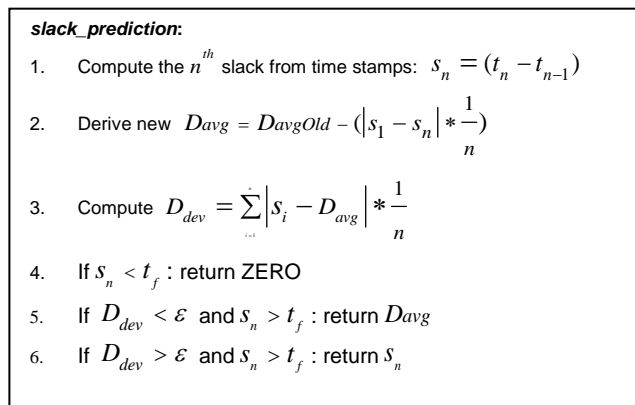 slack_prediction:
1. Compute the n^th slack from time stamps: s_n = (t_n − t_{n−1})
2. Derive new Davg = DavgOld − (|s_1 − s_n| * 1/n)
3. Compute D_dev = ∑ |s_i − D_avg| * 1/n
4. If s_n < t_f : return ZERO
5. If D_dev < ε and s_n > t_f : return Davg
6. If D_dev > ε and s_n > t_f : return s_n